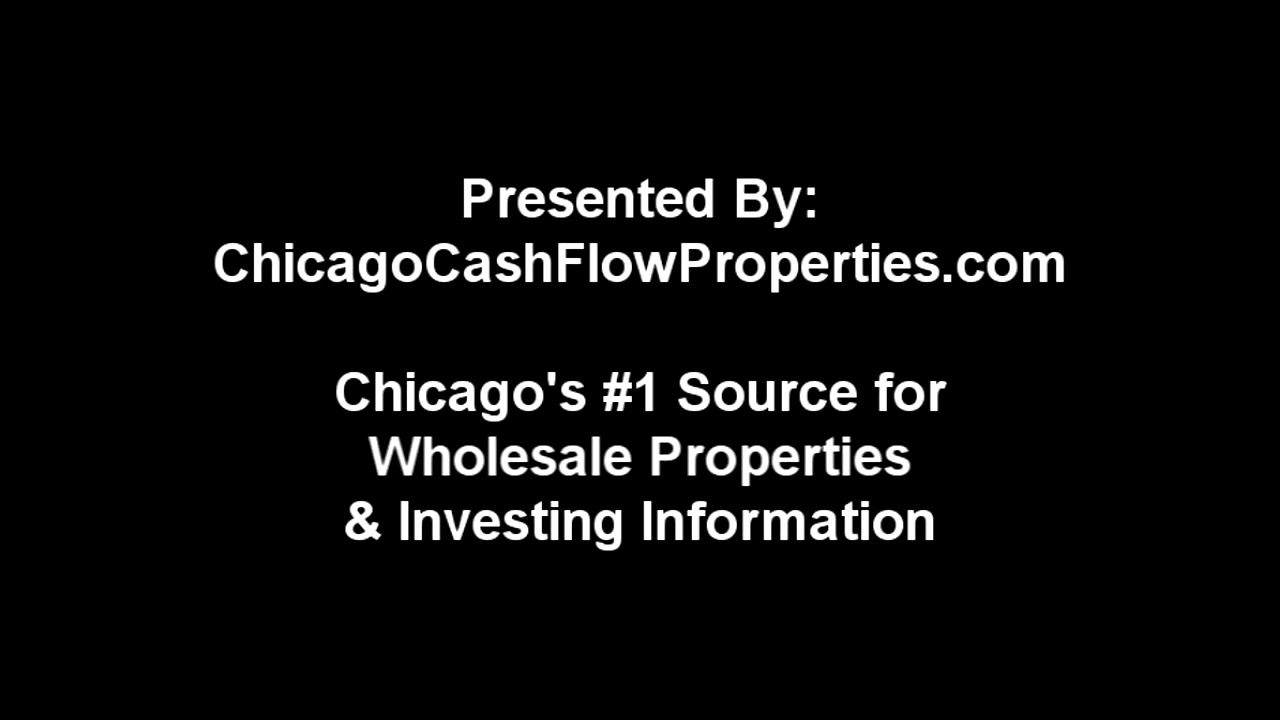 Presented By:
ChicagoCashFlowProperties.com
Chicago's #1 Source for
Wholesale Properties
& Investing Information